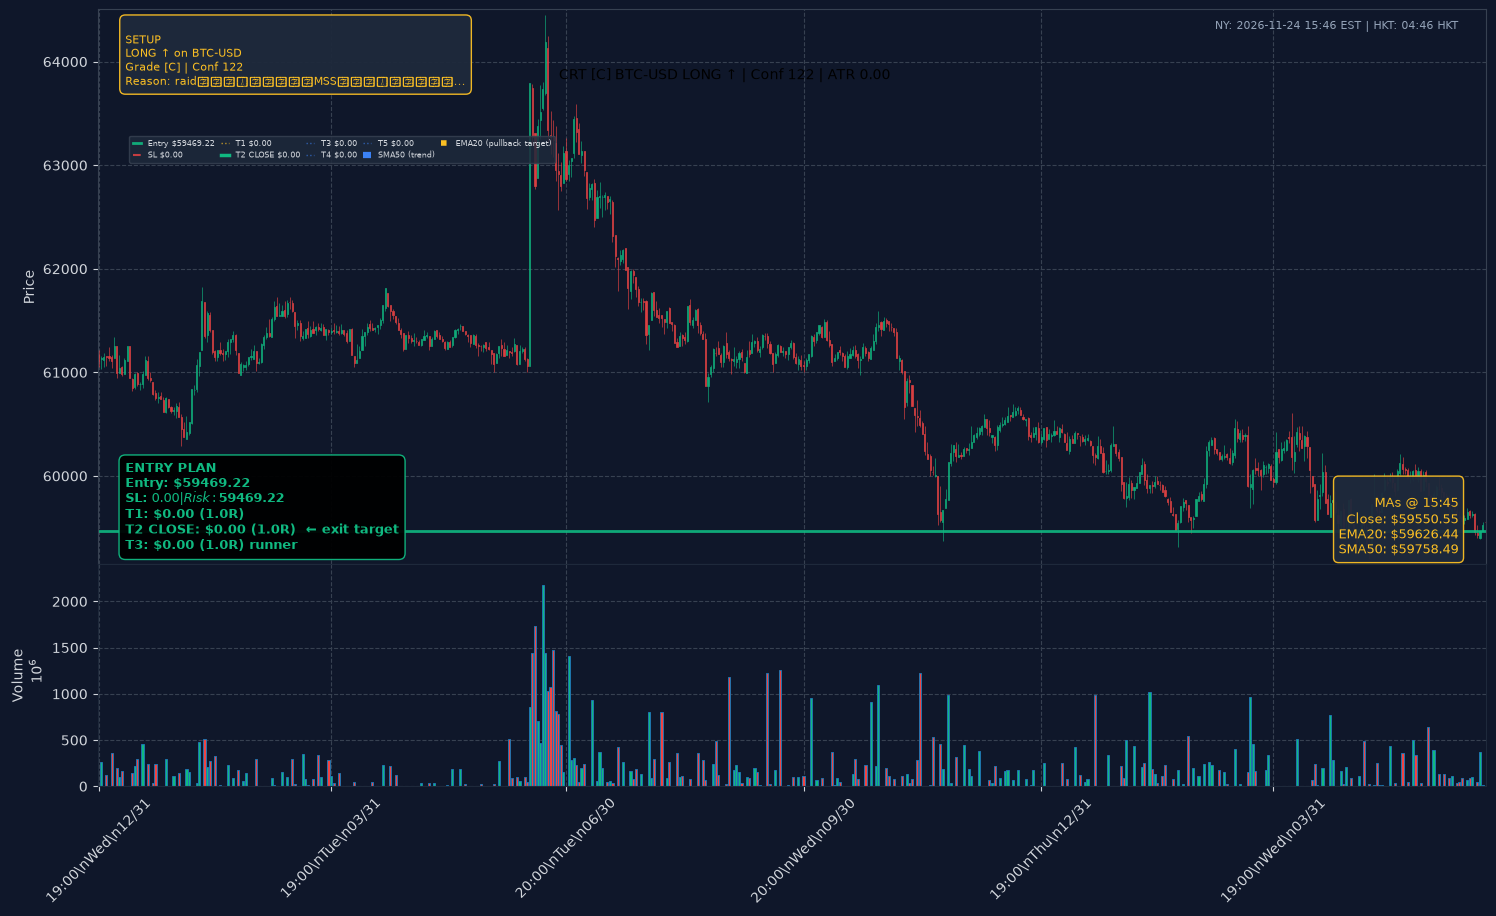 NY: 2026-11-24 15:46 EST | HKT: 04:46 HKT
SETUP
LONG ↑ on BTC-USD
Grade [C] | Conf 122
Reason: raid MSS ...
CRT [C] BTC-USD LONG ↑ | Conf 122 | ATR 0.00
Entry $59469.22 T1 $0.00 T3 $0.00 T5 $0.00 EMA20 (pullback target)
SL $0.00 T2 CLOSE $0.00 T4 $0.00 SMA50 (trend)
Price
64000
63000
62000
61000
60000
ENTRY PLAN
Entry: $59469.22
SL: 0.00|Risk:59469.22
T1: $0.00 (1.0R)
T2 CLOSE: $0.00 (1.0R) ← exit target
T3: $0.00 (1.0R) runner
MAs @ 15:45
Close: $59550.55
EMA20: $59626.44
SMA50: $59758.49
Volume
10⁶
2000
1500
1000
500
0
19:00\nWed\n12/31
19:00\nTue\n03/31
20:00\nTue\n06/30
20:00\nWed\n09/30
19:00\nThu\n12/31
19:00\nWed\n03/31